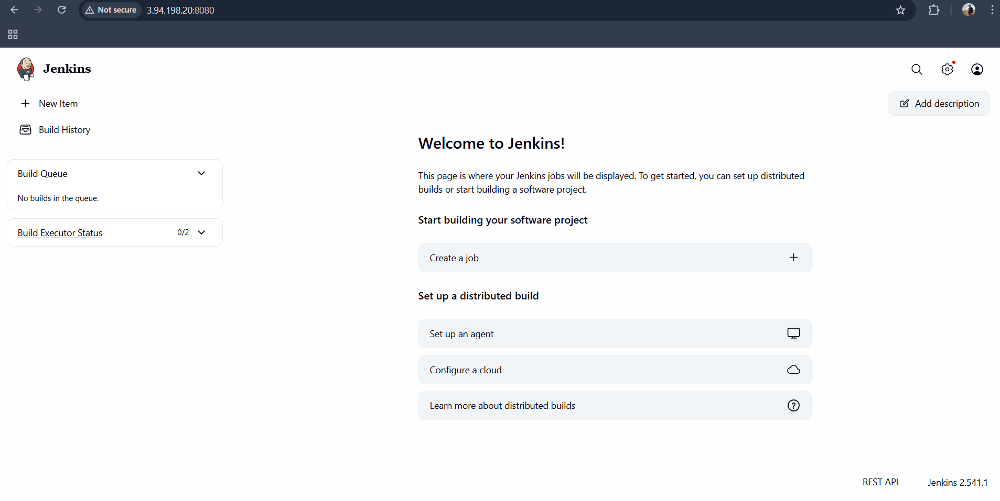 Not secure 3.94.198.20:8080
Jenkins
New Item
Add description
Build History
Welcome to Jenkins!
Build Queue
No builds in the queue.
Build Executor Status 0/2
This page is where your Jenkins jobs will be displayed. To get started, you can set up distributed
builds or start building a software project.
Start building your software project
Create a job
Set up a distributed build
Set up an agent
Configure a cloud
Learn more about distributed builds
REST API Jenkins 2.541.1